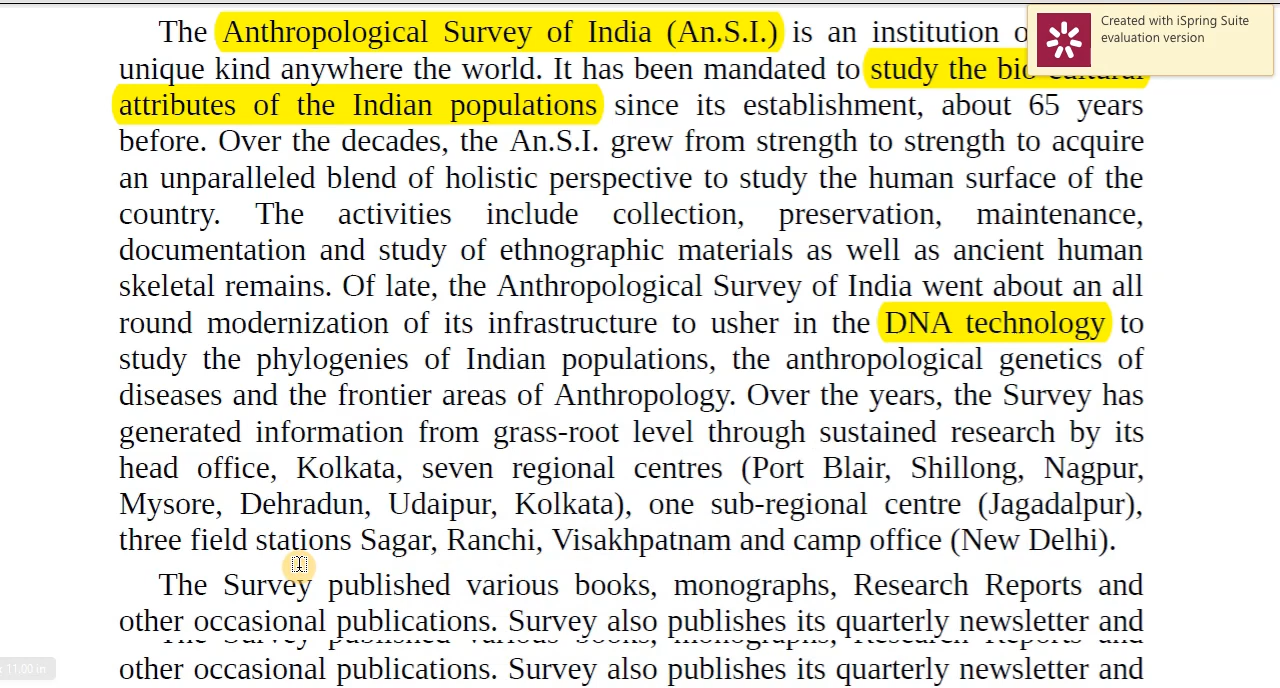 The Anthropological Survey of India (An.S.I.) is an institution
Created with iSpring Suite
evaluation version
unique kind anywhere the world. It has been mandated to study the
attributes of the Indian populations since its establishment, about 65 years
before. Over the decades, the An.S.I. grew from strength to strength to acquire
an unparalleled blend of holistic perspective to study the human surface of the
country. The activities include collection, preservation, maintenance,
documentation and study of ethnographic materials as well as ancient human
skeletal remains. Of late, the Anthropological Survey of India went about an all
round modernization of its infrastructure to usher in the DNA technology to
study the phylogenies of Indian populations, the anthropological genetics of
diseases and the frontier areas of Anthropology. Over the years, the Survey has
generated information from grass-root level through sustained research by its
head office, Kolkata, seven regional centres (Port Blair, Shillong, Nagpur,
Mysore, Dehradun, Udaipur, Kolkata), one sub-regional centre (Jagadalpur),
three field stations Sagar, Ranchi, Visakhpatnam and camp office (New Delhi).
The Survey published various books, monographs, Research Reports and
other occasional publications. Survey also publishes its quarterly newsletter and
other occasional publications. Survey also publishes its quarterly newsletter and
11.00 in